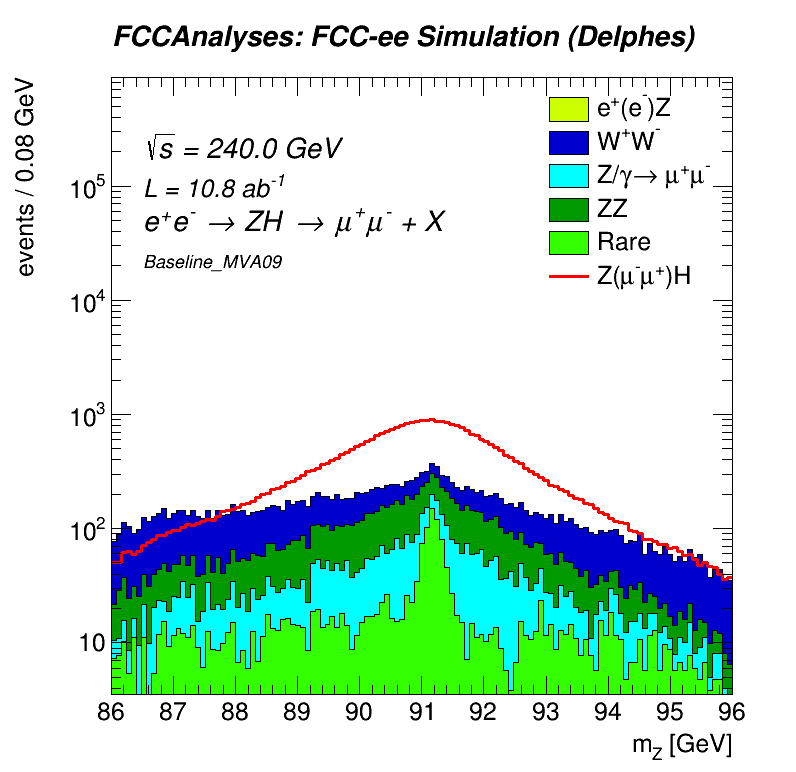 FCCAnalyses: FCC-ee Simulation (Delphes)
events / 0.08 GeV
√s = 240.0 GeV
L = 10.8 ab⁻¹
e⁺e⁻ → ZH → μ⁺μ⁻ + X
Baseline_MVA09
e⁺(e⁻)Z
W⁺W⁻
Z/γ→ μ⁺μ⁻
ZZ
Rare
Z(μ⁻μ⁺)H
10⁵
10⁴
10³
10²
10
86 87 88 89 90 91 92 93 94 95 96
m_Z [GeV]